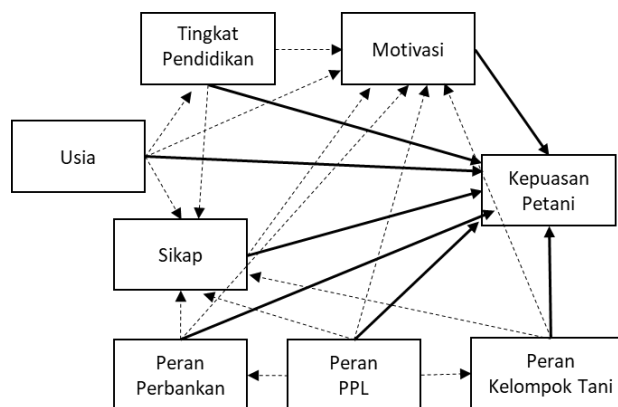 Tingkat
Pendidikan
Motivasi
Usia
Kepuasan
Petani
Sikap
Peran
Perbankan
Peran
PPL
Peran
Kelompok Tani